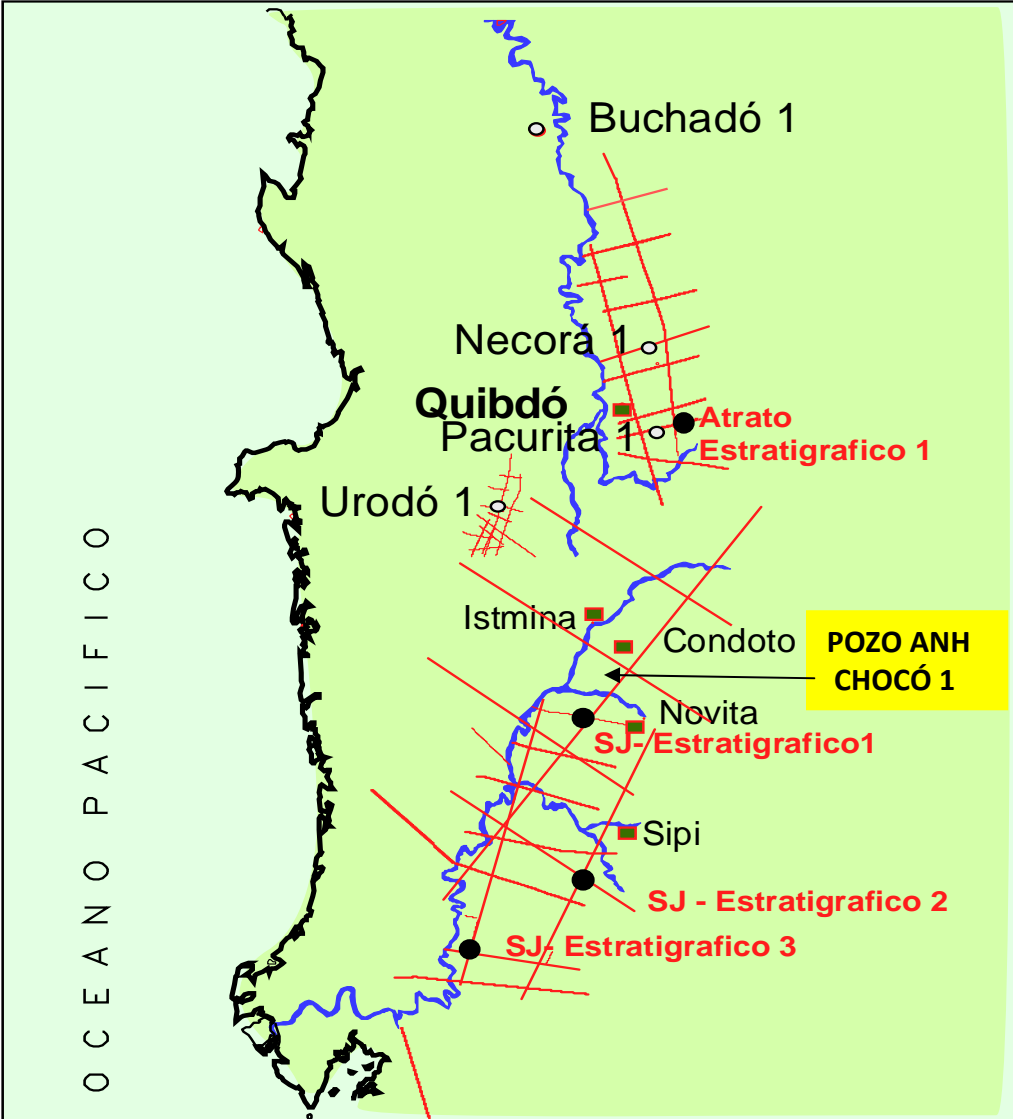 Buchadó 1
Necorá 1
Quibdó
Pacurita 1
Atrato
Estratigrafico 1
Urodó 1
OCEANO PACIFICO
Istmina
Condoto
POZO ANH
CHOCÓ 1
Novita
SJ- Estratigrafico1
Sipi
SJ - Estratigrafico 2
SJ- Estratigrafico 3